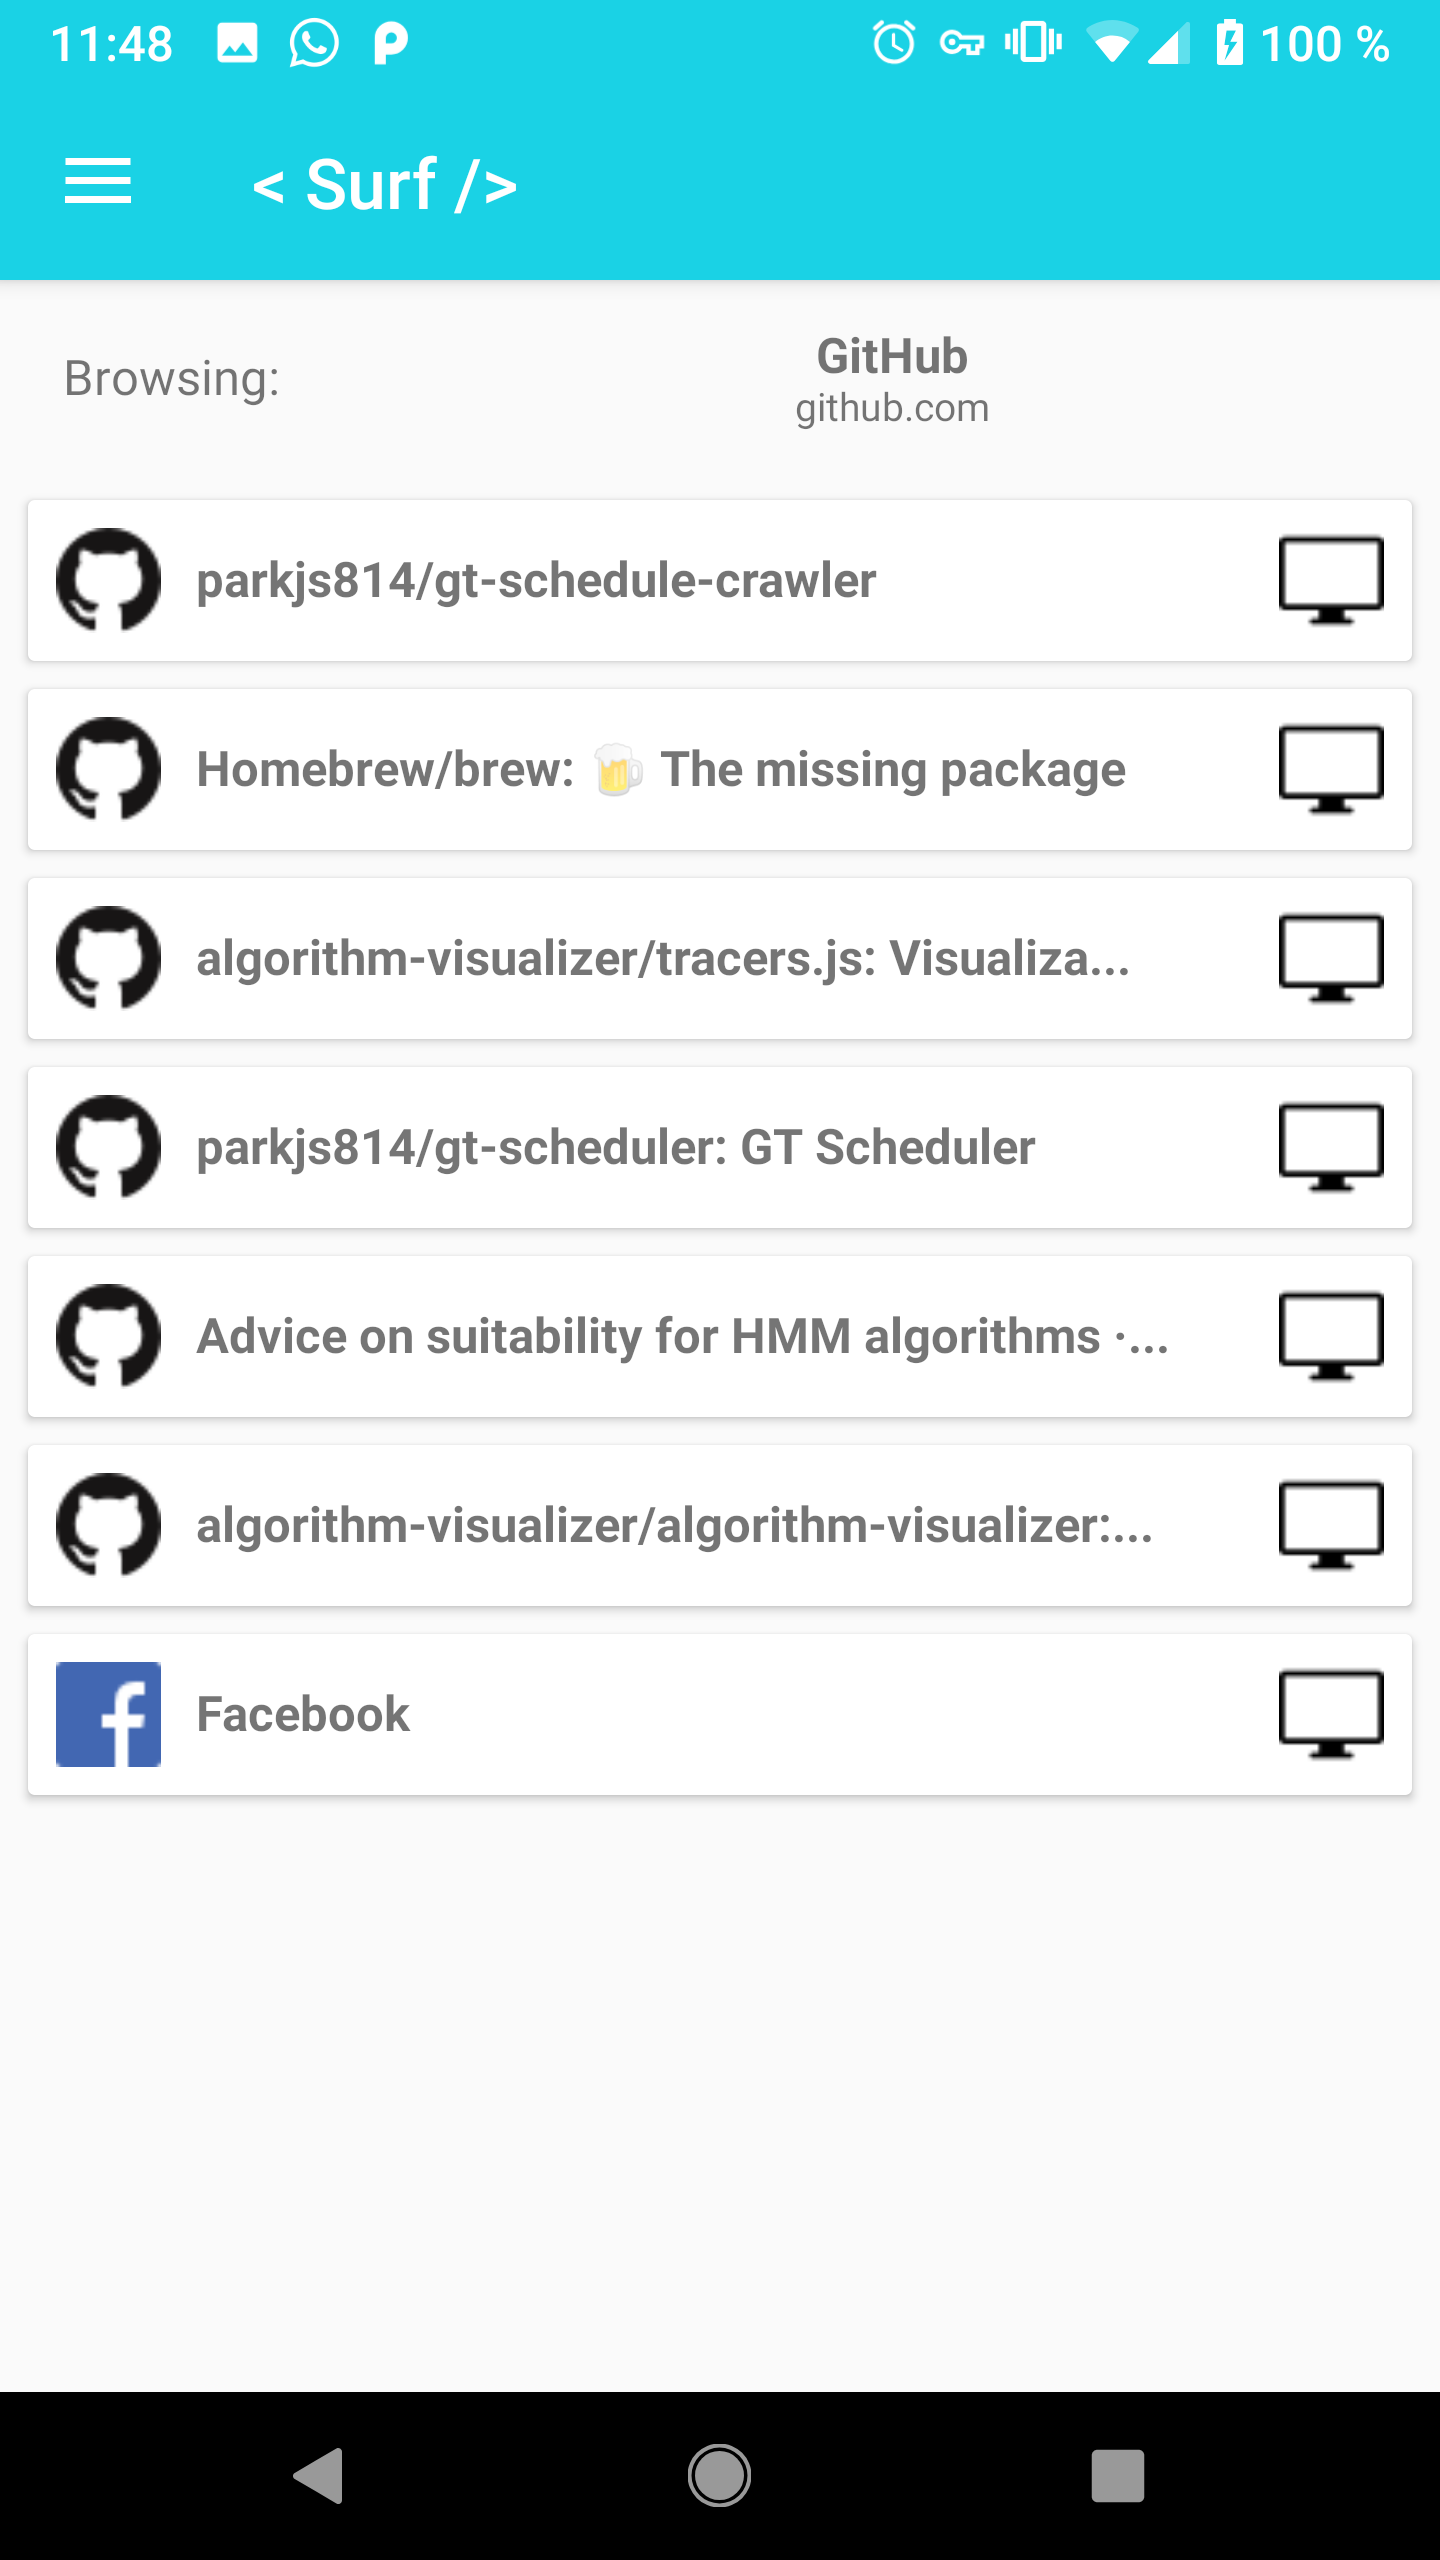 11:48 100 %
< Surf />
Browsing:
GitHub
github.com
parkjs814/gt-schedule-crawler
Homebrew/brew: 🍺 The missing package
algorithm-visualizer/tracers.js: Visualiza...
parkjs814/gt-scheduler: GT Scheduler
Advice on suitability for HMM algorithms ·...
algorithm-visualizer/algorithm-visualizer:...
Facebook